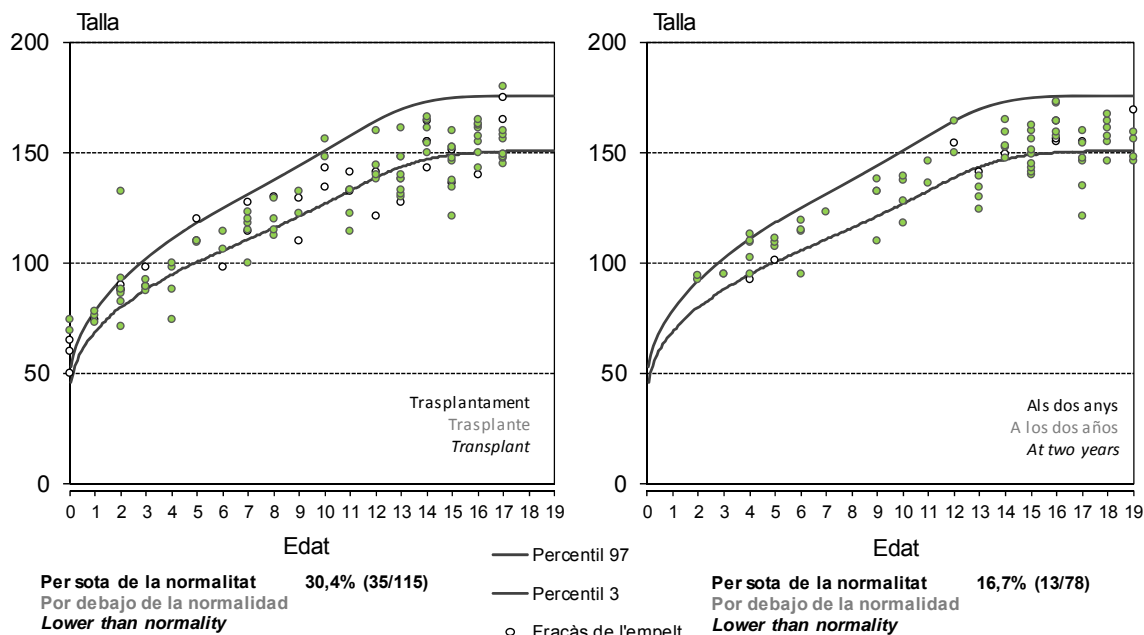 Talla
200
150
100
50
0
0 1 2 3 4 5 6 7 8 9 10 11 12 13 14 15 16 17 18 19
Edat
Trasplantament
Trasplante
Transplant
Per sota de la normalitat 30,4% (35/115)
Por debajo de la normalidad
Lower than normality
Percentil 97
Percentil 3
Fracàs de l'empelt
Talla
200
150
100
50
0
0 1 2 3 4 5 6 7 8 9 10 11 12 13 14 15 16 17 18 19
Edat
Als dos anys
A los dos años
At two years
Per sota de la normalitat 16,7% (13/78)
Por debajo de la normalidad
Lower than normality